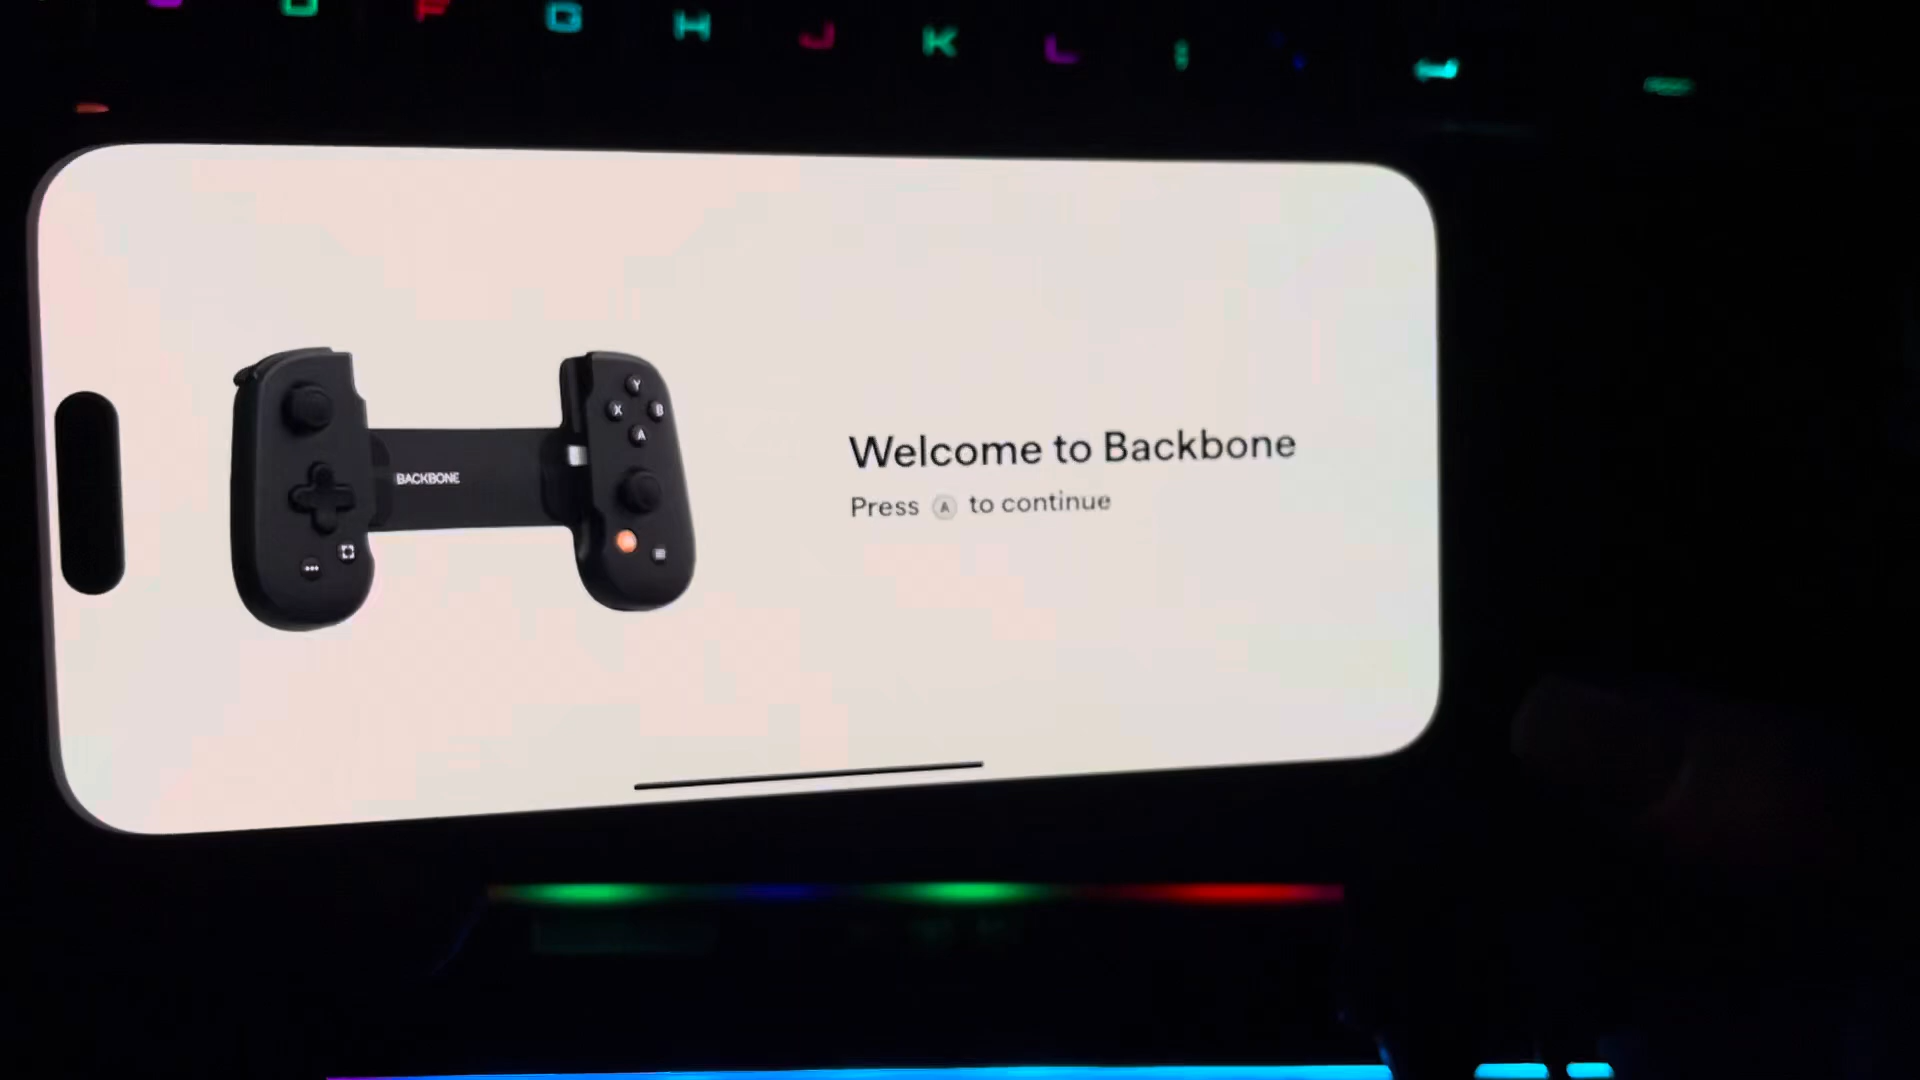 D F G H J K L ;
Y
X B
A
BACKBONE
Welcome to Backbone
Press A to continue